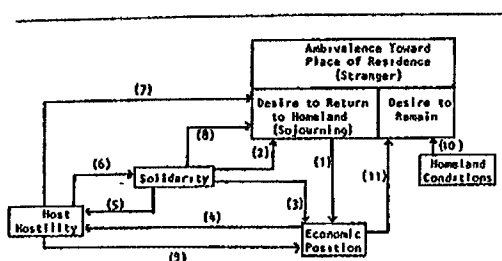 Ambivalence Toward
Place of Residence
(Stranger)
(7)
Desire to Return
to Homeland
(Sojourning)
Desire to
Remain
(8)
(2)
(1)
(10)
(11)
(6)
Solidarity
Homeland
Conditions
(5)
(3)
(4)
Host
Hostility
Economic
Position
(9)